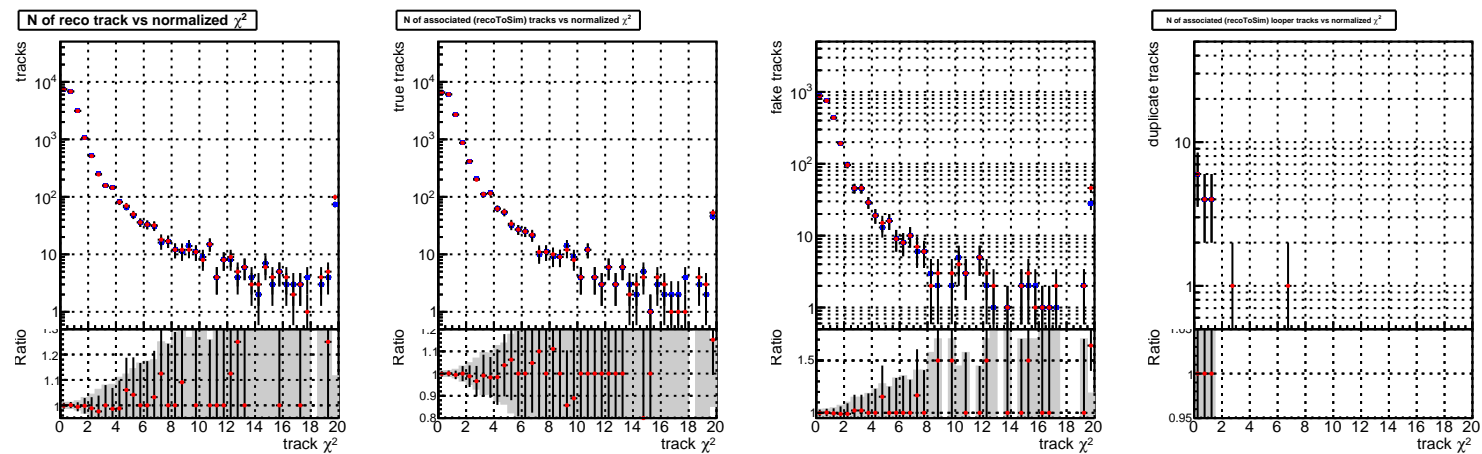 N of reco track vs normalized χ²
tracks
10⁴
10³
10²
10
1
Ratio
1.3
1.2
1.1
1
0 2 4 6 8 10 12 14 16 18 20
track χ²
N of associated (recoToSim) tracks vs normalized χ²
true tracks
10⁴
10³
10²
10
1
Ratio
1.2
1.1
1
0.9
0.8
0 2 4 6 8 10 12 14 16 18 20
track χ²
fake tracks
10³
10²
10
1
Ratio
1.5
1
0 2 4 6 8 10 12 14 16 18 20
track χ²
N of associated (recoToSim) looper tracks vs normalized χ²
duplicate tracks
10
1
Ratio
1.05
1
0.95
0 2 4 6 8 10 12 14 16 18 20
track χ²